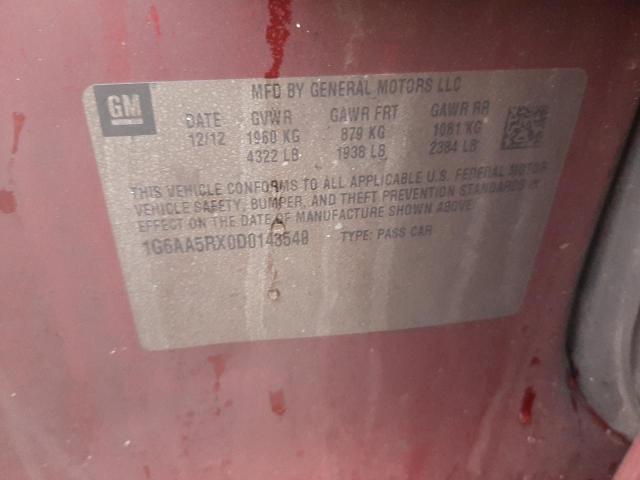 GM
MFD BY GENERAL MOTORS LLC
DATE GVWR GAWR FRT GAWR RR
12/12 1960 KG 879 KG 1081 KG
4322 LB 1938 LB 2384 LB
THIS VEHICLE CONFORMS TO ALL APPLICABLE U.S. FEDERAL MOTOR
VEHICLE SAFETY, BUMPER, AND THEFT PREVENTION STANDARDS IN
EFFECT ON THE DATE OF MANUFACTURE SHOWN ABOVE.
1G6AA5RX0D0143540 TYPE: PASS CAR